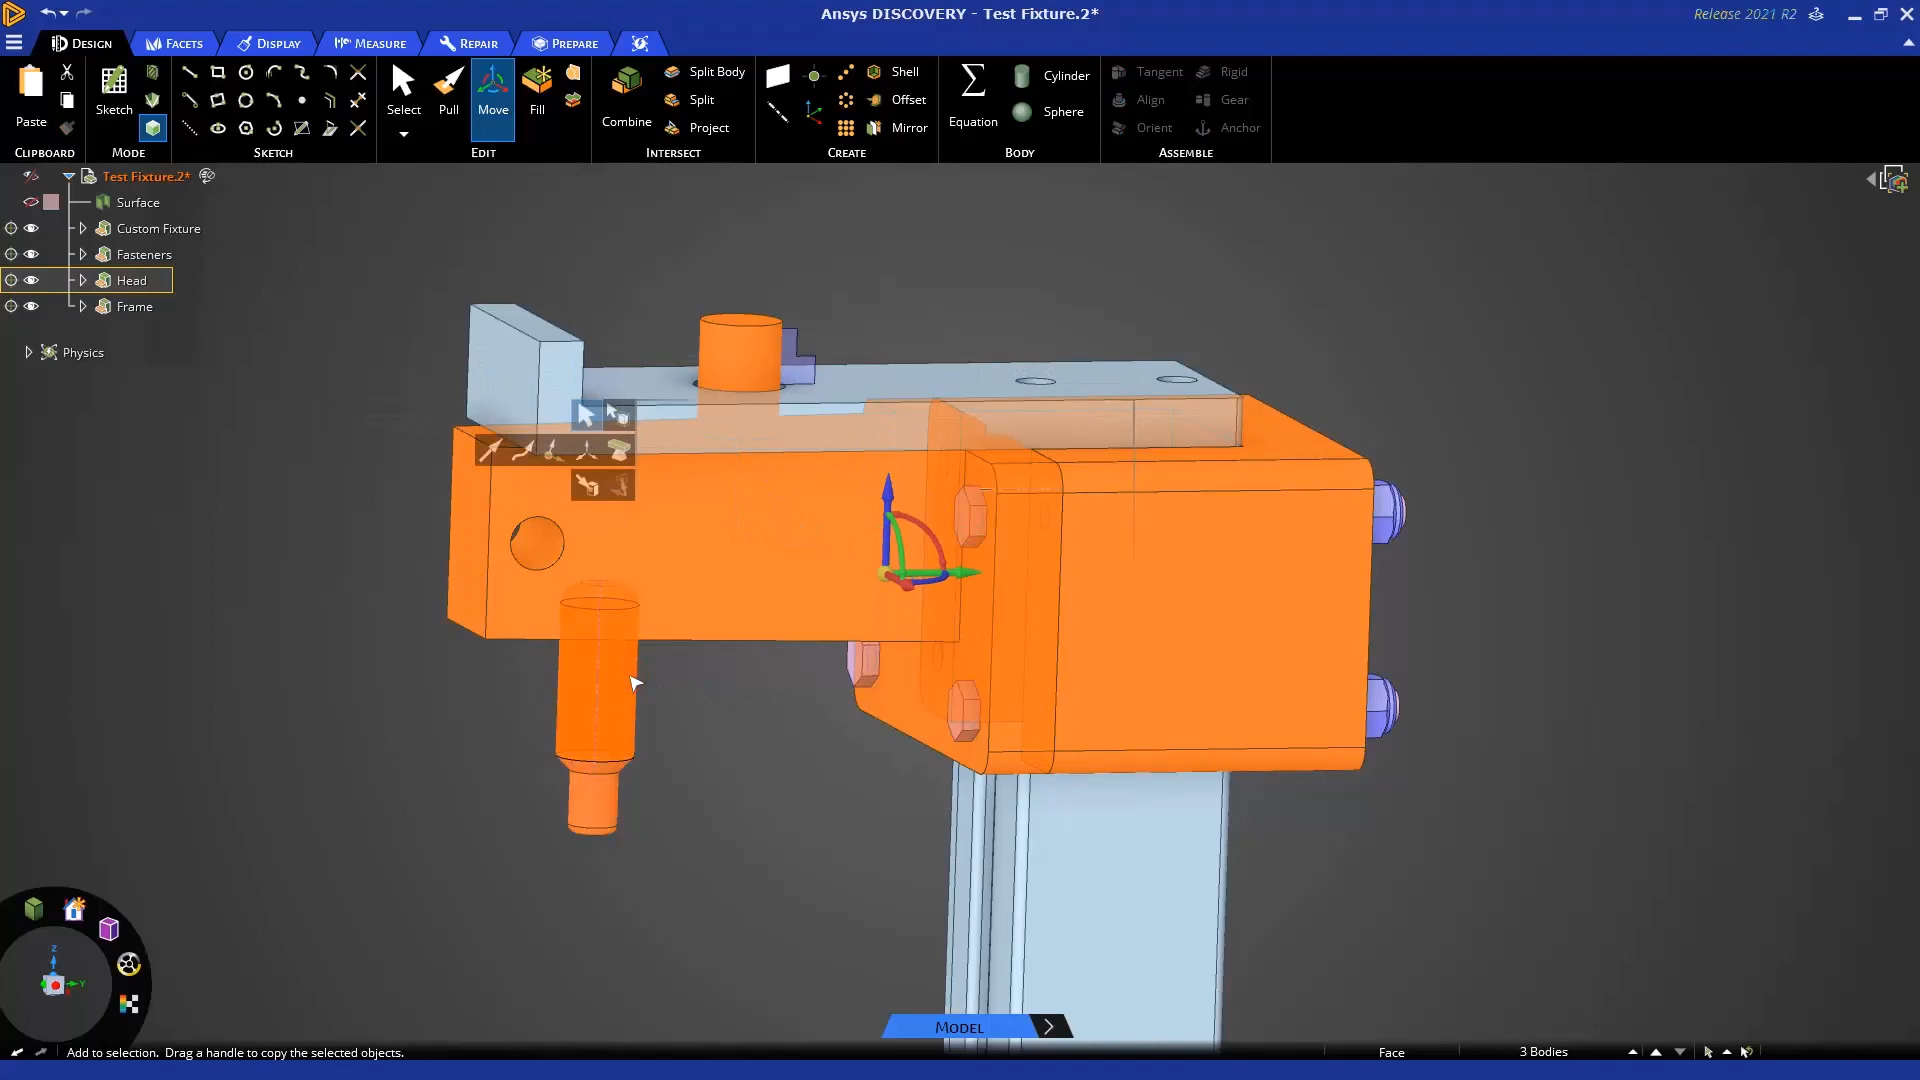 Ansys DISCOVERY - Test Fixture.2*
Release 2021 R2
DESIGN
FACETS
DISPLAY
MEASURE
REPAIR
PREPARE
Paste
CLIPBOARD
Sketch
MODE
SKETCH
Select
Pull
Move
Fill
EDIT
Combine
Split Body
Split
Project
INTERSECT
Shell
Offset
Mirror
CREATE
Equation
Cylinder
Sphere
BODY
Tangent
Rigid
Align
Gear
Orient
Anchor
ASSEMBLE
Test Fixture.2*
Surface
Custom Fixture
Fasteners
Head
Frame
Physics
Z
Y
MODEL
Add to selection. Drag a handle to copy the selected objects.
Face
3 Bodies